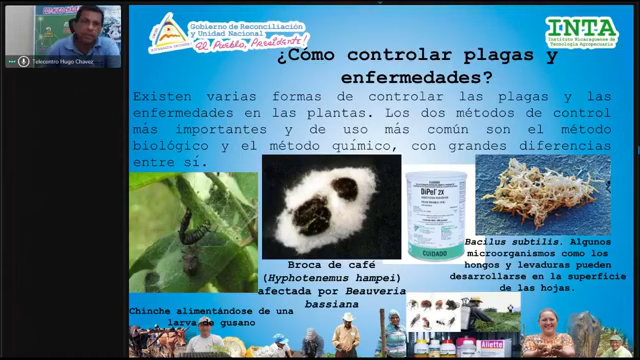 Telecentro Hugo Chavez
Gobierno de Reconciliación
y Unidad Nacional
El Pueblo, Presidente!
INTA
Instituto Nicaragüense de
Tecnología Agropecuaria
¿Cómo controlar plagas y
enfermedades?
Existen varias formas de controlar las plagas y las
enfermedades en las plantas. Los dos métodos de control
más importantes y de uso más común son el método
biológico y el método químico, con grandes diferencias
entre sí.
DiPel 2X
CUIDADO
Broca de café
(Hyphotenemus hampei)
afectada por Beauveria
bassiana
Bacilus subtilis. Algunos
microorganismos como los
hongos y levaduras pueden
desarrollarse en la superficie
de las hojas.
Chinche alimentándose de una
larva de gusano
Aliette